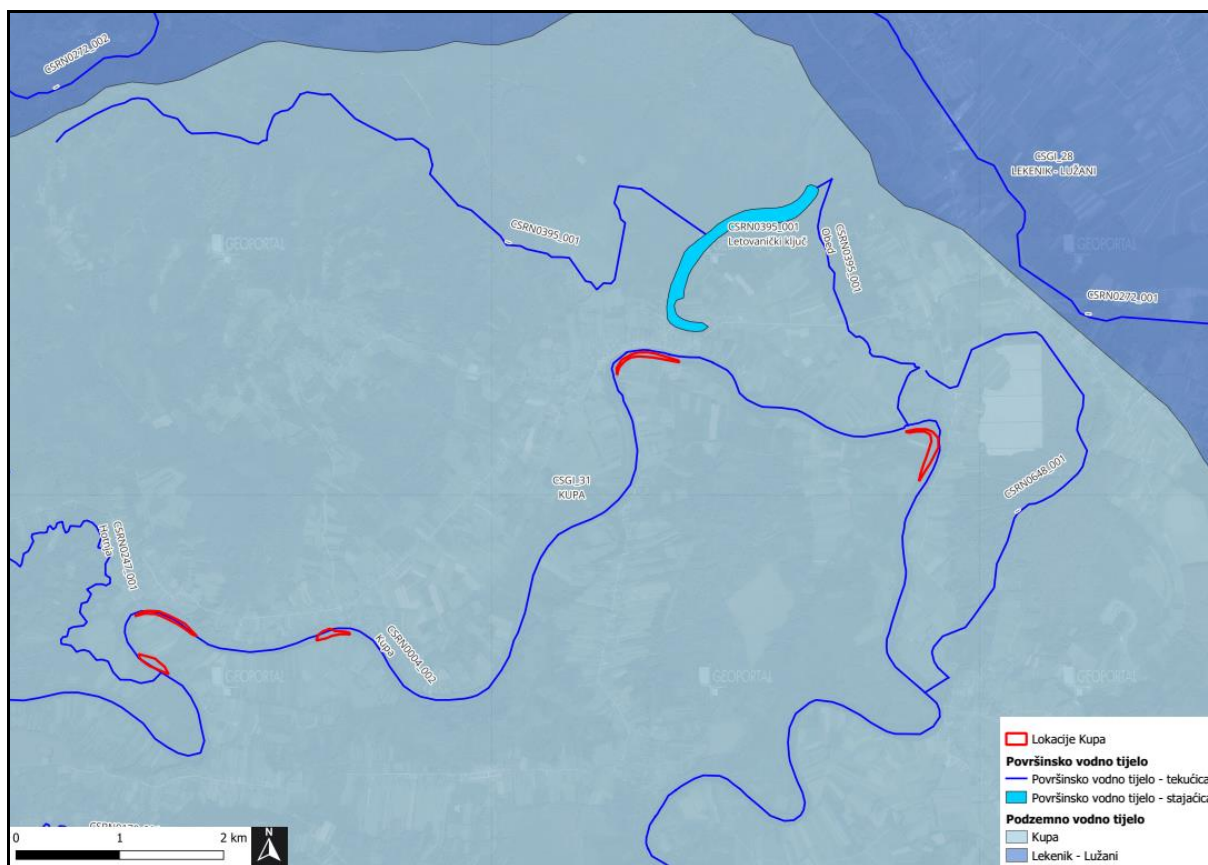 CSRN0272_002
CSGI_28
LEKENIK - LUŽANI
CSRN0395_001
CSRN0395_001
Letovanički ključ
CSRN0395_001
Obed
GEOPORTAL
GEOPORTAL
GEOPORTAL
CSRN0272_001
CSGI_31
KUPA
CSRN0648_001
CSRN0247_001
Hotnja
CSRN0004_002
Kupa
GEOPORTAL
GEOPORTAL
Lokacije Kupa
Površinsko vodno tijelo
Površinsko vodno tijelo - tekućica
Površinsko vodno tijelo - stajaćica
Podzemno vodno tijelo
Kupa
Lekenik - Lužani
0 1 2 km
N